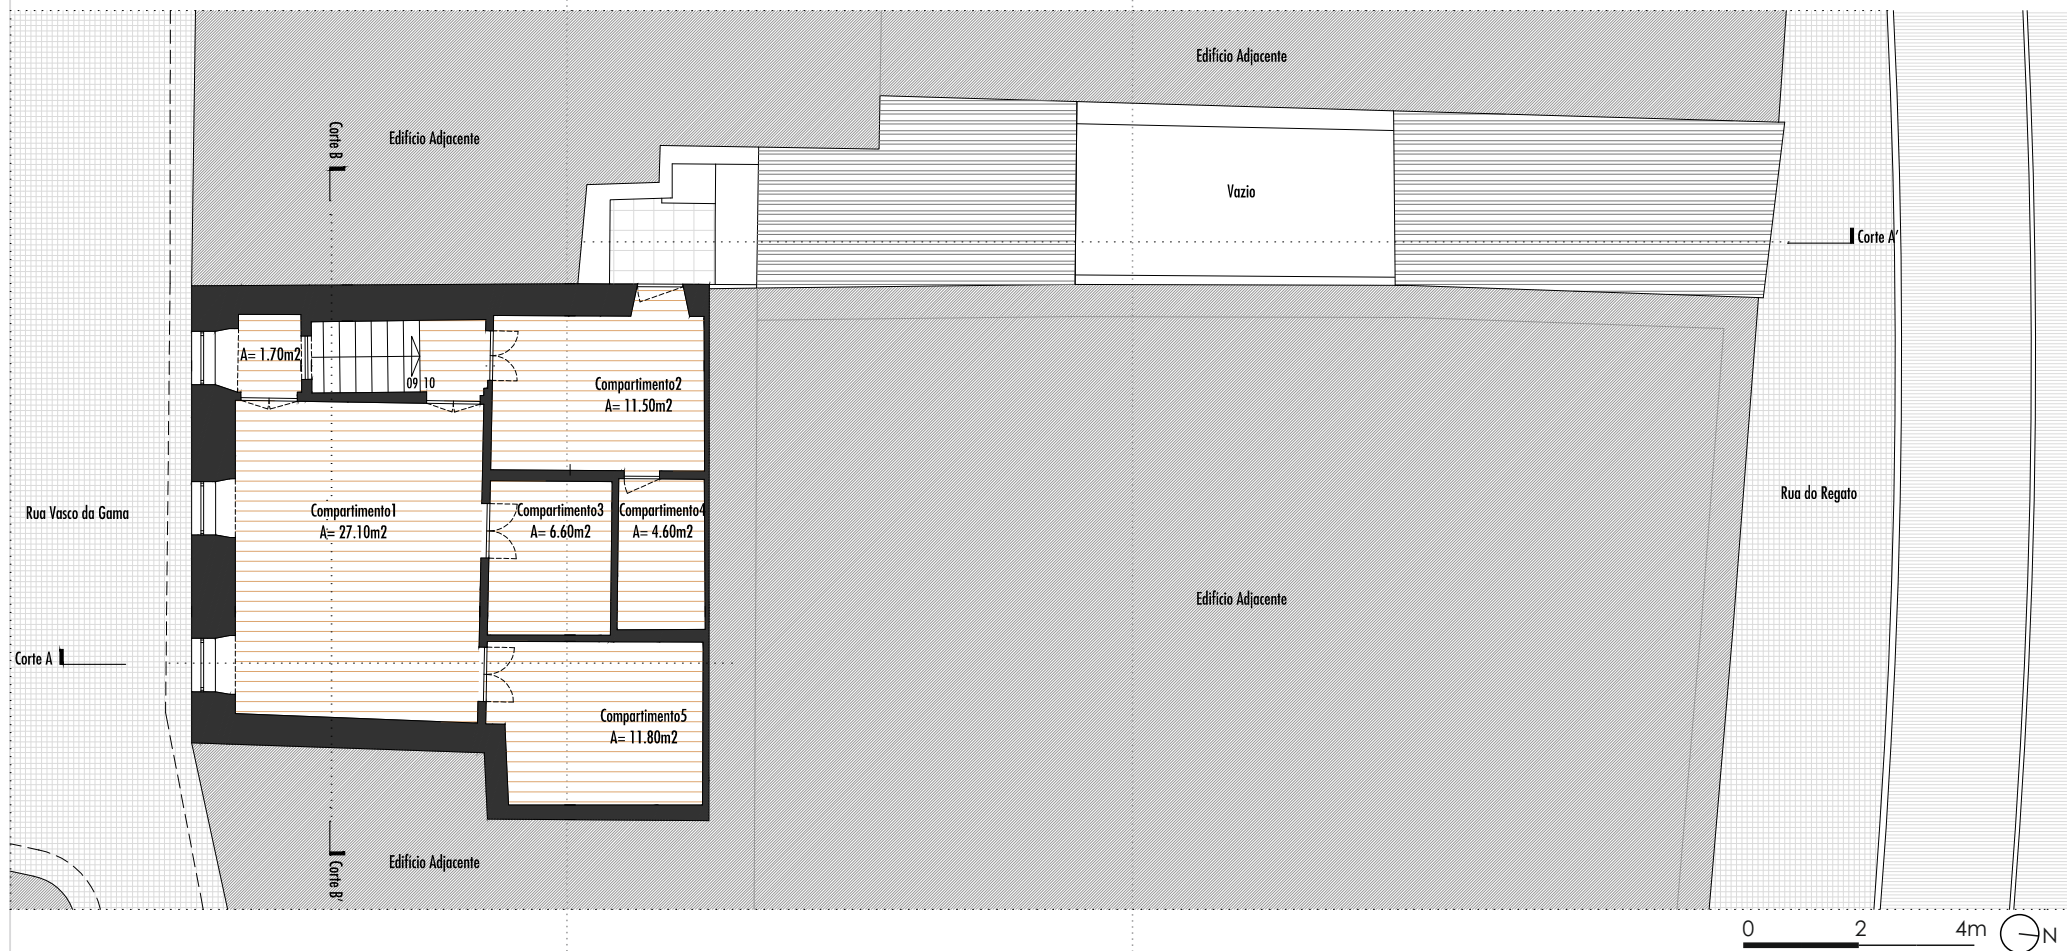 Edifício Adjacente
Corte B
Edifício Adjacente
Vazio
Corte A'
A= 1.70m2
09 10
Compartimento2
A= 11.50m2
Rua do Regato
Rua Vasco da Gama
Compartimento1
A= 27.10m2
Compartimento3
A= 6.60m2
Compartimento4
A= 4.60m2
Edifício Adjacente
Corte A
Compartimento5
A= 11.80m2
Edifício Adjacente
Corte B'
0 2 4m
N